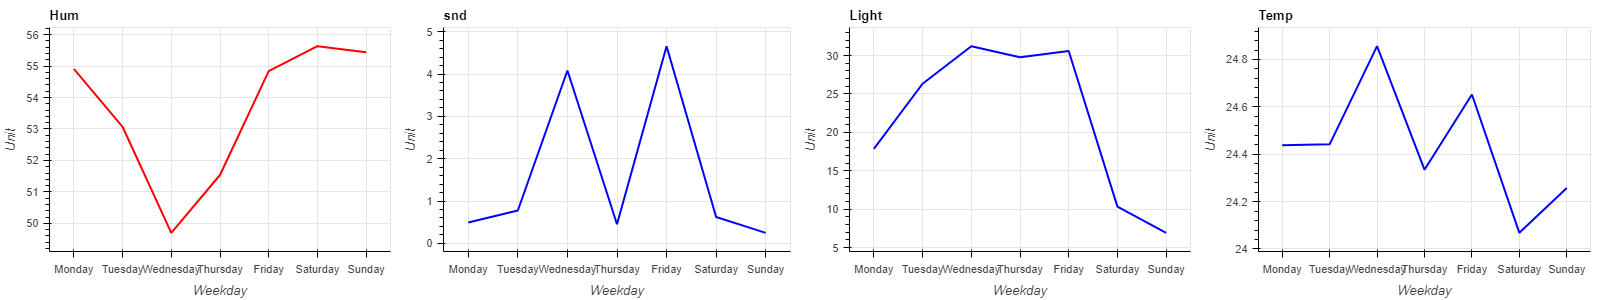 Hum
Unit
56
55
54
53
52
51
50
Monday Tuesday Wednesday Thursday Friday Saturday Sunday
Weekday
snd
Unit
5
4
3
2
1
0
Monday Tuesday Wednesday Thursday Friday Saturday Sunday
Weekday
Light
Unit
30
25
20
15
10
5
Monday Tuesday Wednesday Thursday Friday Saturday Sunday
Weekday
Temp
Unit
24.8
24.6
24.4
24.2
24
Monday Tuesday Wednesday Thursday Friday Saturday Sunday
Weekday